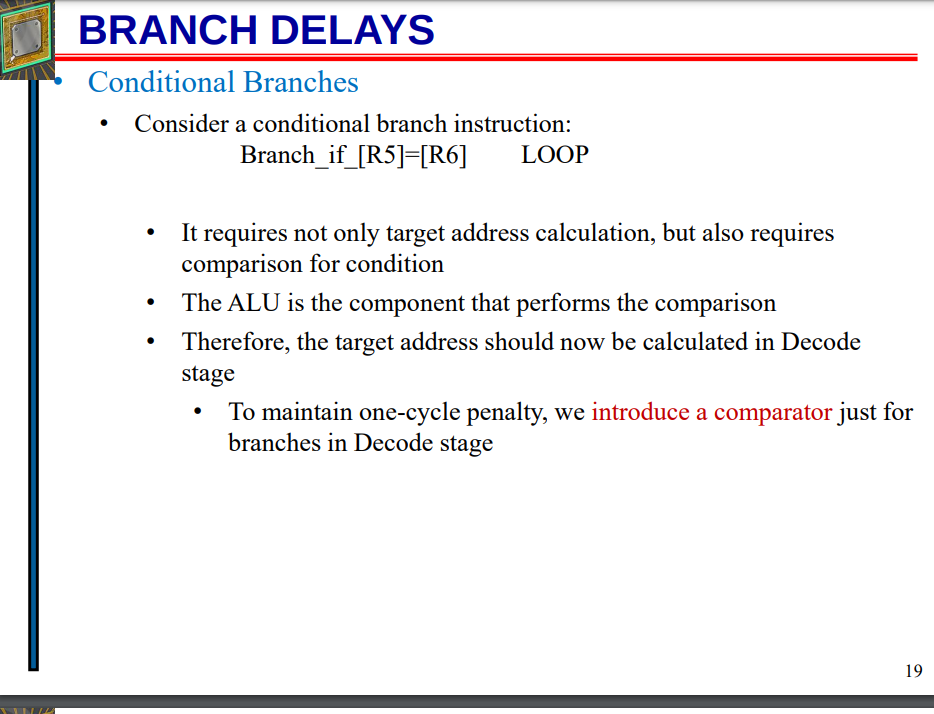 BRANCH DELAYS
• Conditional Branches
• Consider a conditional branch instruction:
Branch_if_[R5]=[R6] LOOP
• It requires not only target address calculation, but also requires
comparison for condition
• The ALU is the component that performs the comparison
• Therefore, the target address should now be calculated in Decode
stage
• To maintain one-cycle penalty, we introduce a comparator just for
branches in Decode stage
19